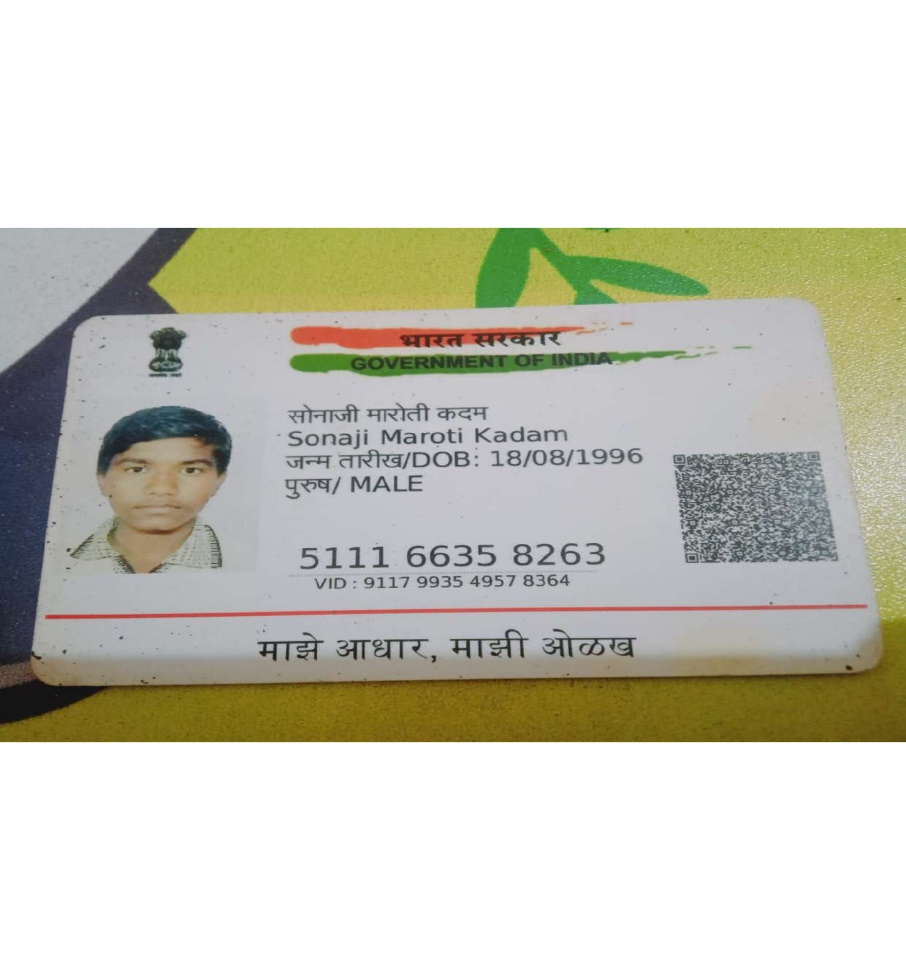 भारत सरकार
GOVERNMENT OF INDIA
सोनाजी मारोती कदम
Sonaji Maroti Kadam
जन्म तारीख/DOB: 18/08/1996
पुरुष/ MALE
5111 6635 8263
VID : 9117 9935 4957 8364
माझे आधार, माझी ओळख